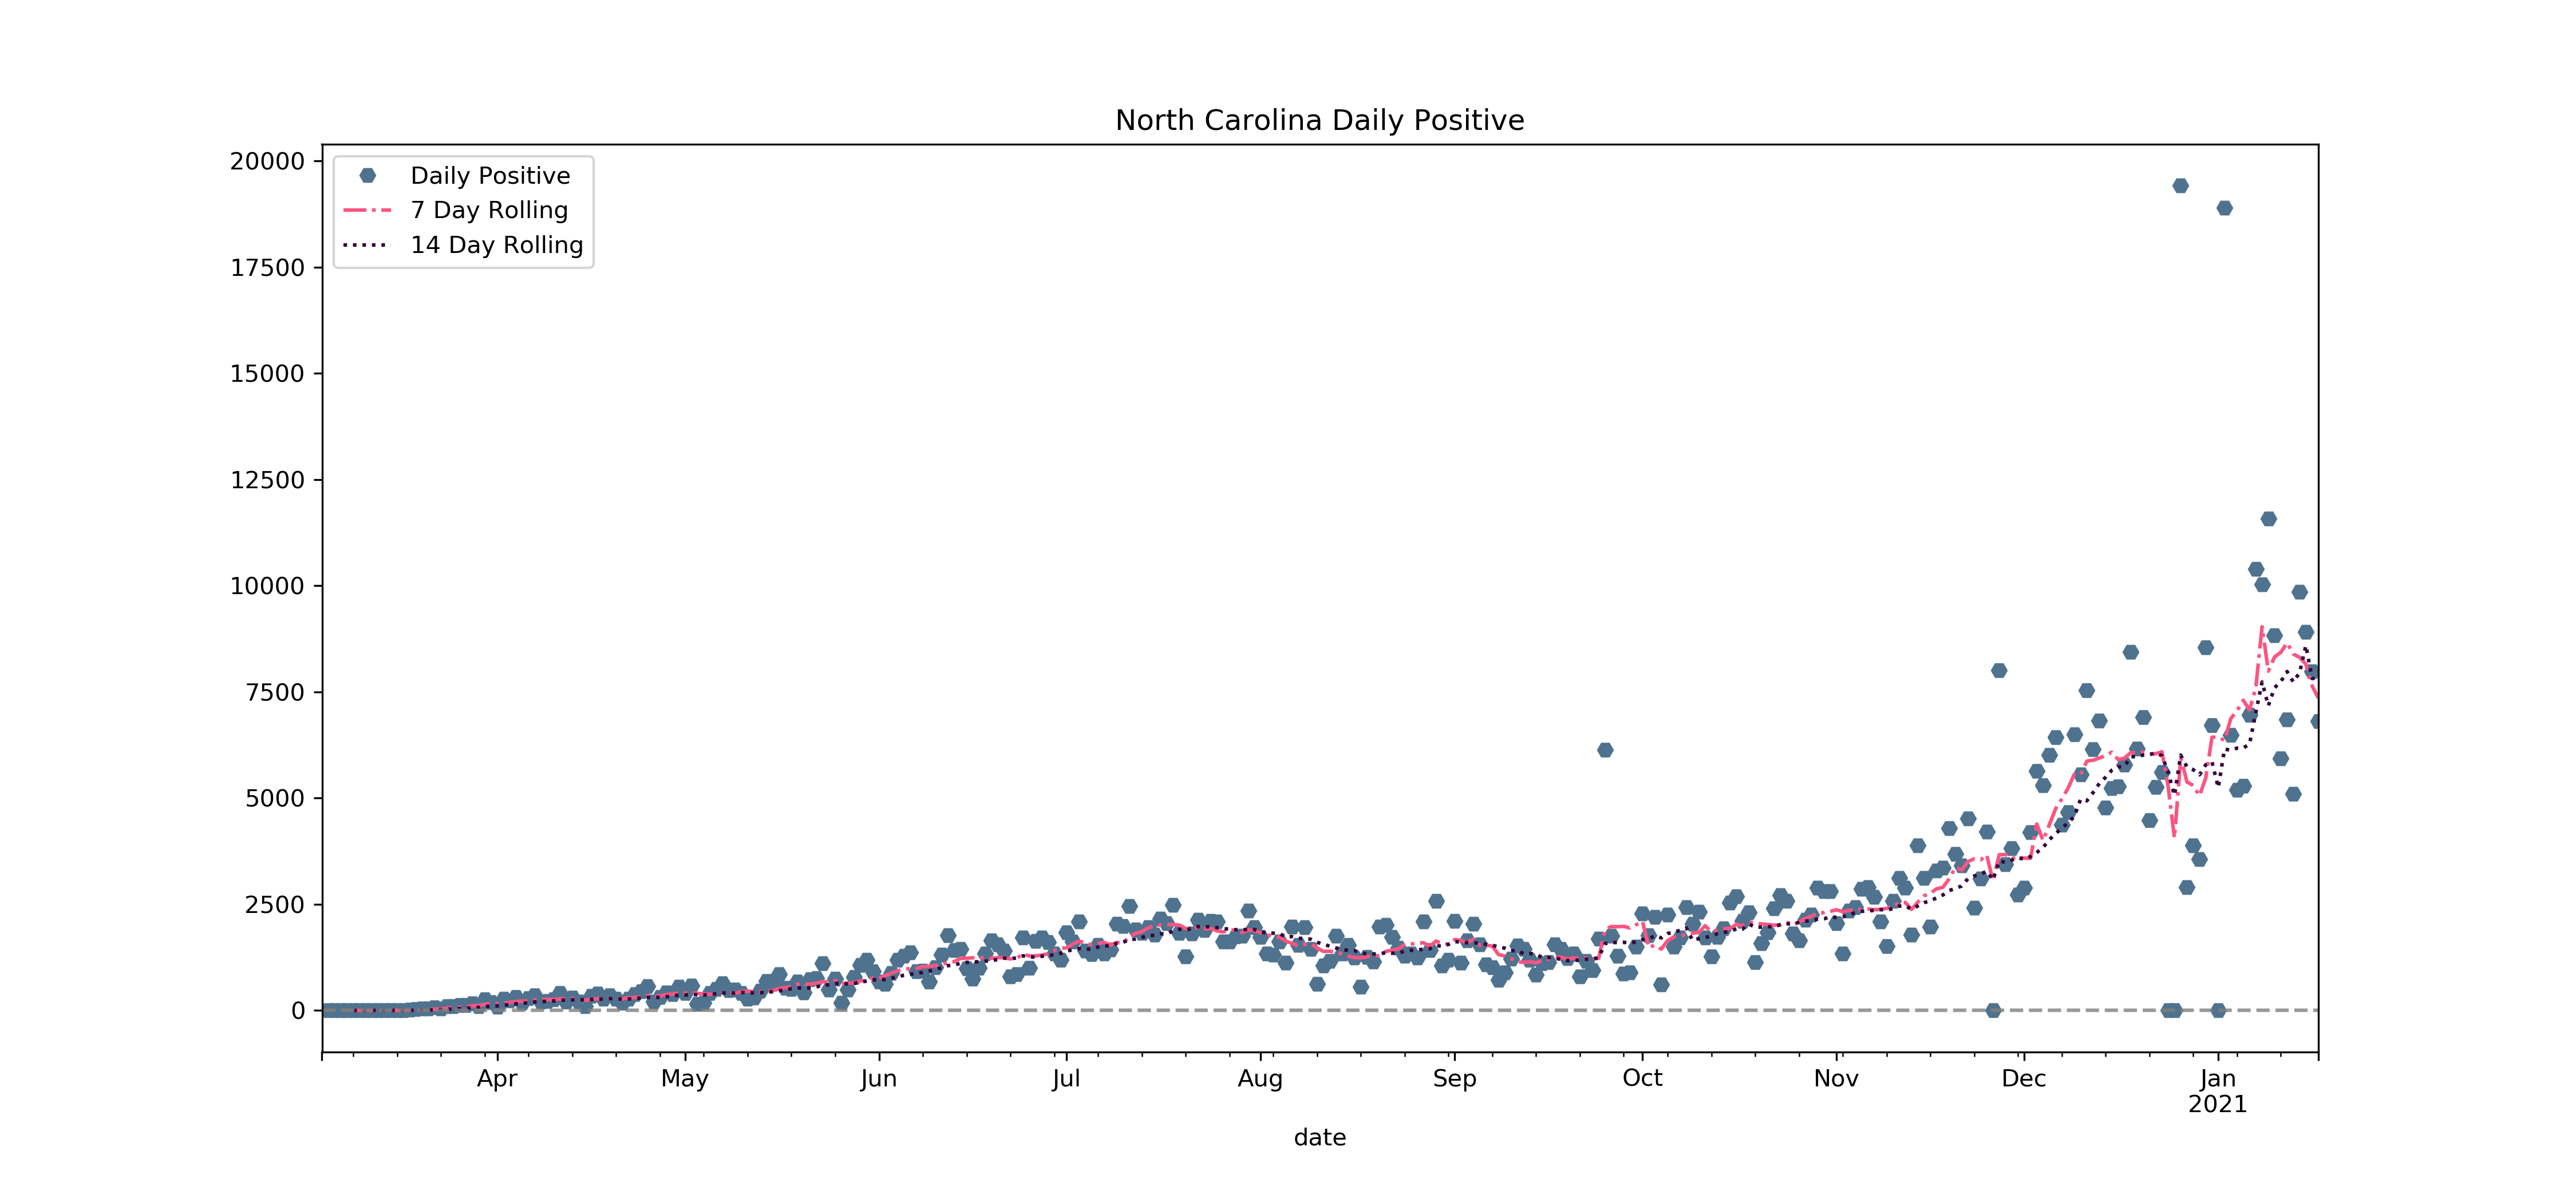 North Carolina Daily Positive
20000
17500
15000
12500
10000
7500
5000
2500
0
Daily Positive
7 Day Rolling
14 Day Rolling
Apr May Jun Jul Aug Sep Oct Nov Dec Jan
2021
date